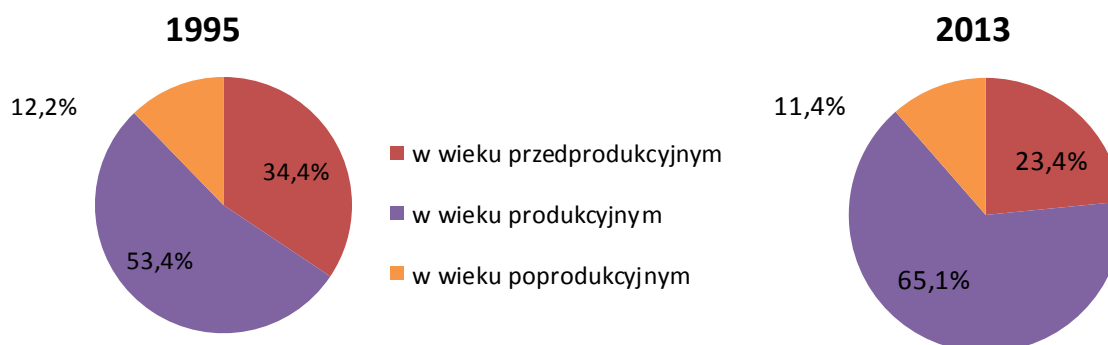 1995
12,2%
34,4%
53,4%
w wieku przedprodukcyjnym
w wieku produkcyjnym
w wieku poprodukcyjnym
2013
11,4%
23,4%
65,1%